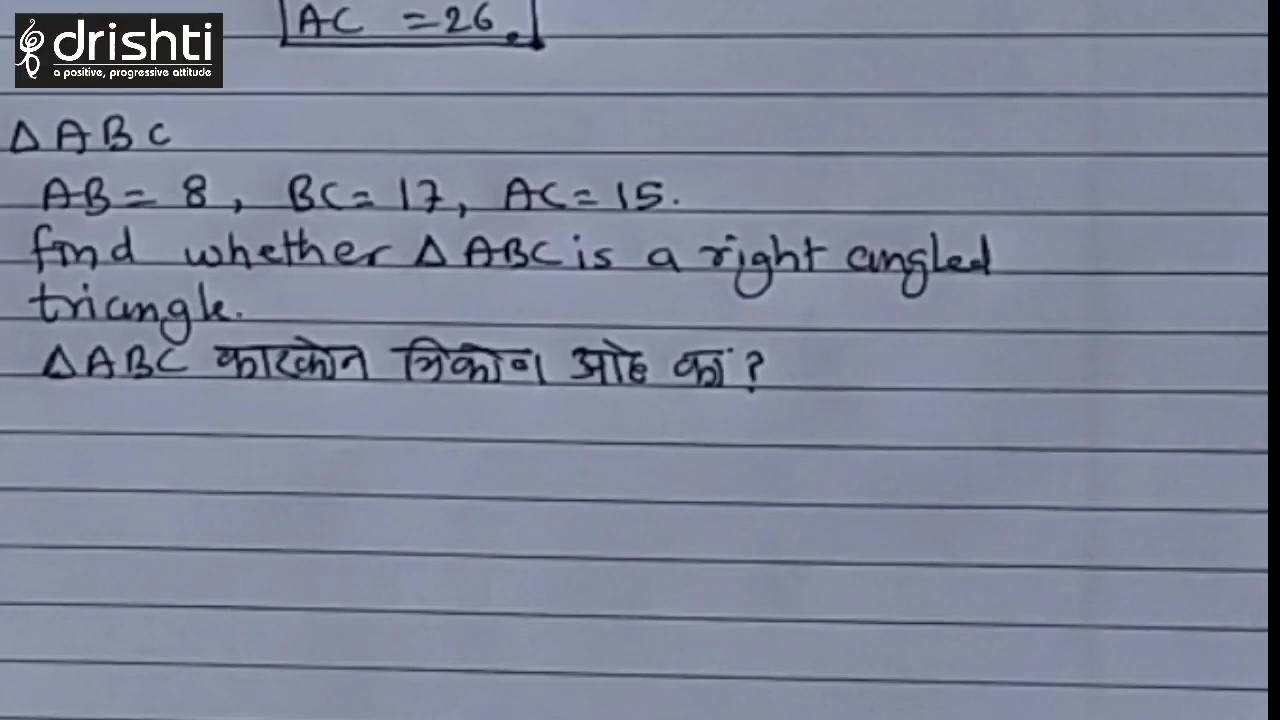 AC = 26.
drishti
a positive, progressive attitude
Δ ABC
AB = 8, BC = 17, AC = 15.
find whether Δ ABC is a right angled
triangle.
Δ ABC काटकोन त्रिकोण आहे का?